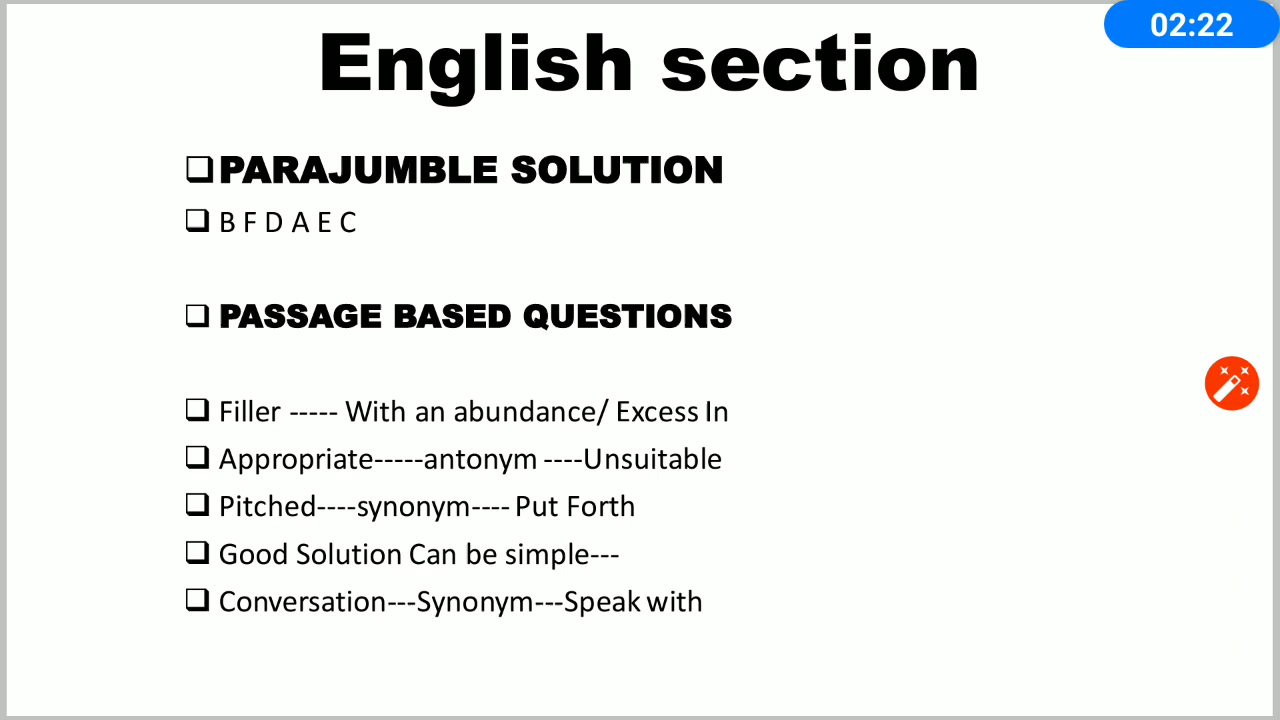 02:22
English section
❑PARAJUMBLE SOLUTION
❑ B F D A E C
❑ PASSAGE BASED QUESTIONS
❑ Filler ----- With an abundance/ Excess In
❑ Appropriate-----antonym ----Unsuitable
❑ Pitched----synonym---- Put Forth
❑ Good Solution Can be simple---
❑ Conversation---Synonym---Speak with